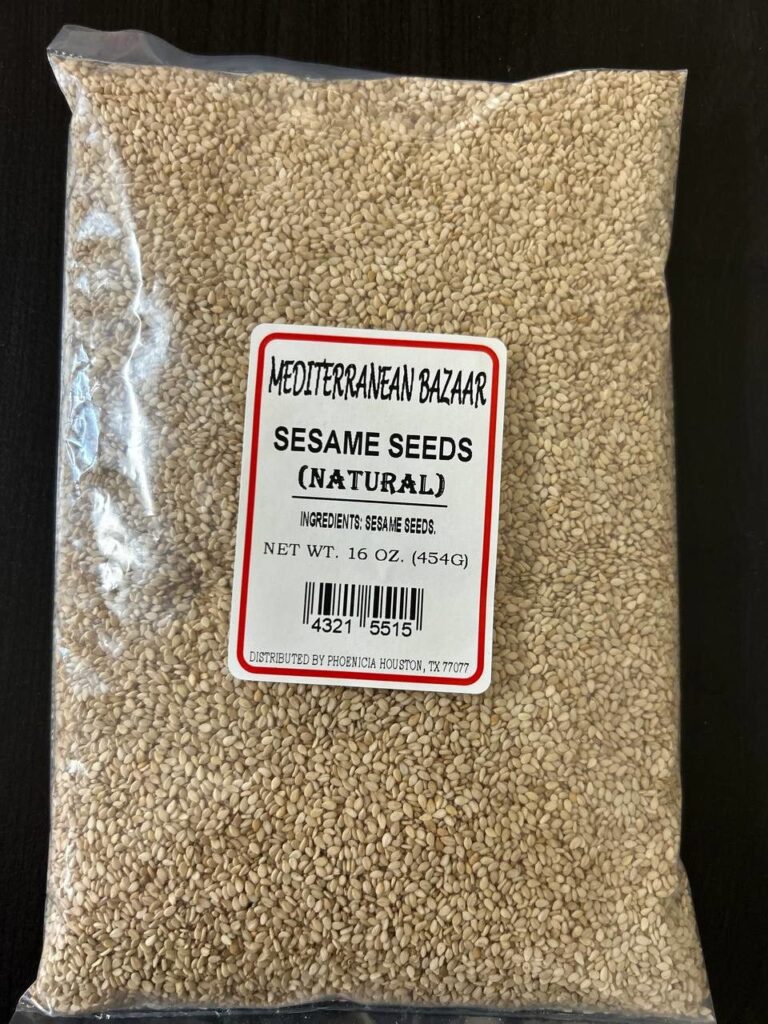 MEDITERRANEAN BAZAAR
SESAME SEEDS
(NATURAL)
INGREDIENTS: SESAME SEEDS.
NET WT. 16 OZ. (454G)
4321 5515
DISTRIBUTED BY PHOENICIA HOUSTON, TX 77077